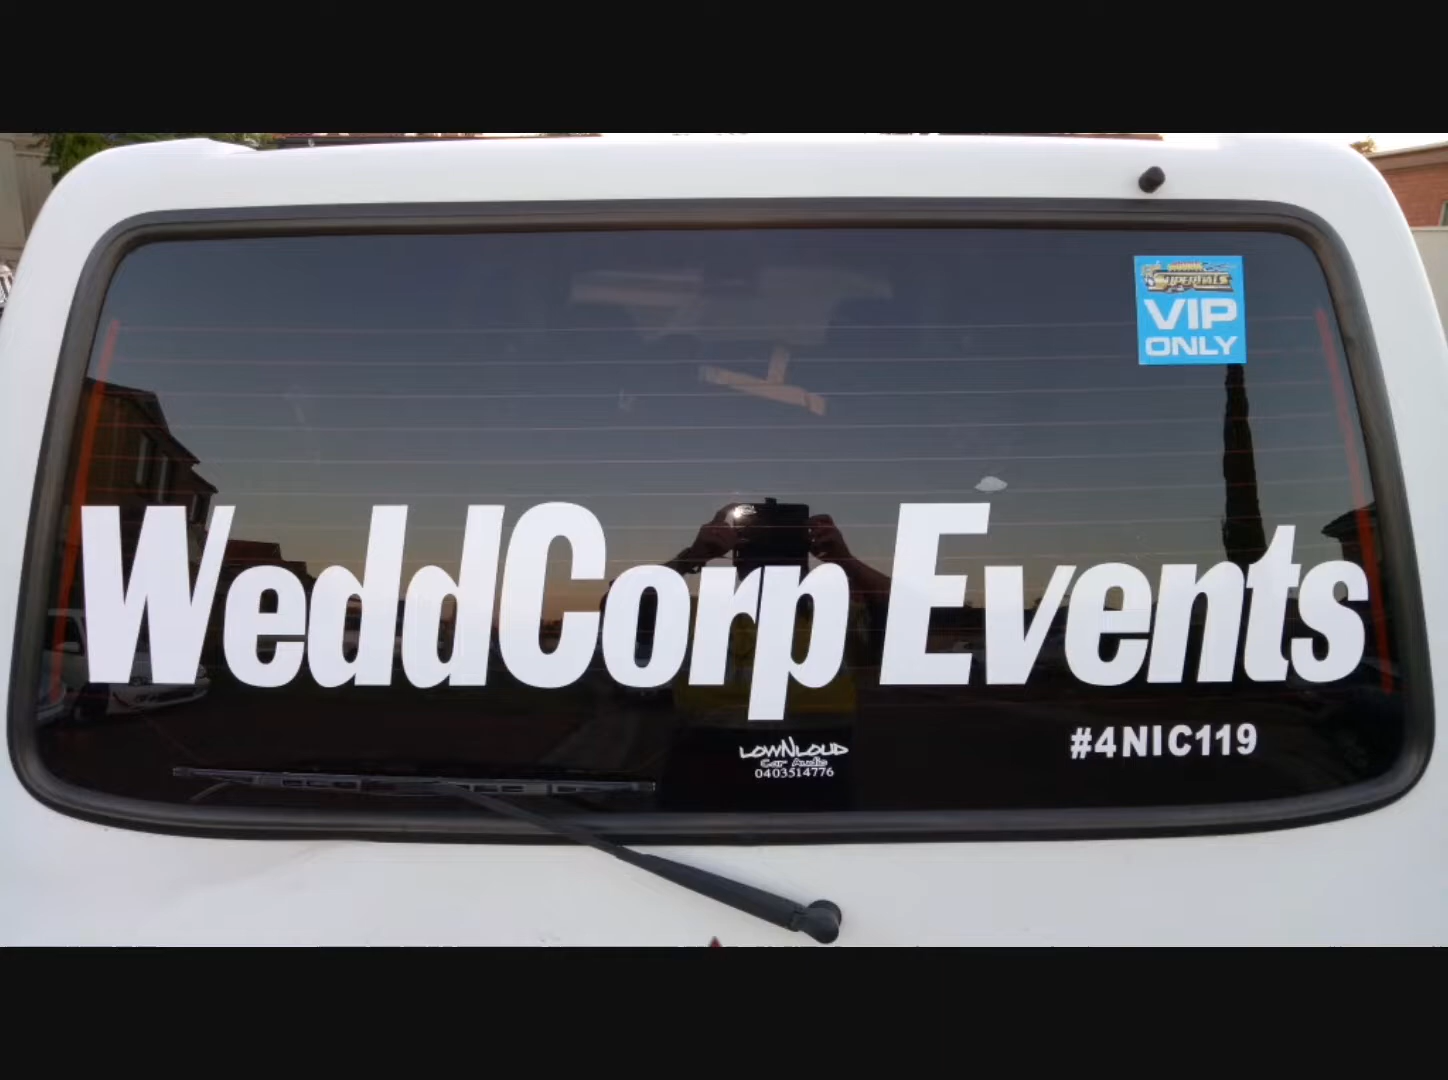 SUPERNATS
VIP
ONLY
WeddCorp Events
#4NIC119
LOWNLOUD
Car Audio
0403514776